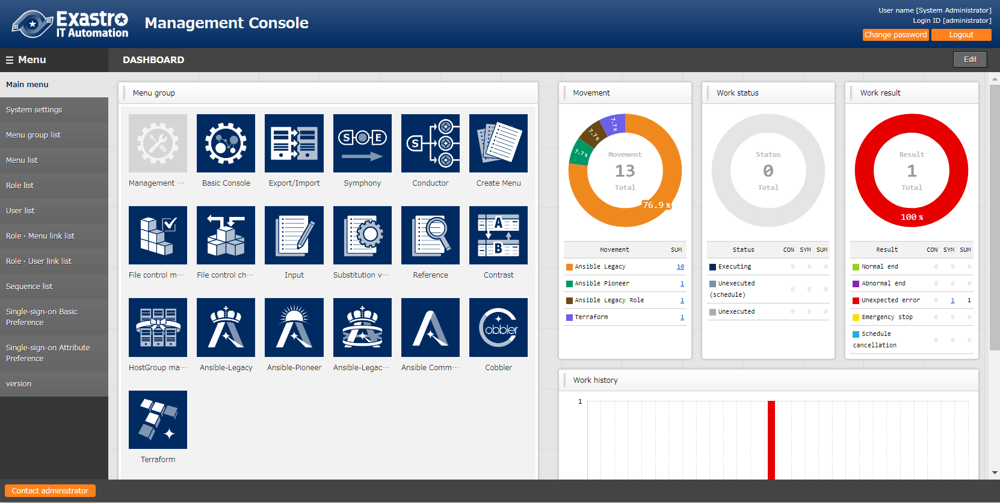 Exastro
IT Automation
Management Console
User name [System Administrator]
Login ID [administrator]
Change password
Logout
Menu
DASHBOARD
Edit
Main menu
System settings
Menu group list
Menu list
Role list
User list
Role・Menu link list
Role・User link list
Sequence list
Single-sign-on Basic
Preference
Single-sign-on Attribute
Preference
version
Menu group
S
E
S
Management ⋯
Basic Console
Export/Import
Symphony
Conductor
Create Menu
A
B
File control m⋯
File control ch⋯
Input
Substitution v⋯
Reference
Contrast
Cobbler
HostGroup ma⋯
Ansible-Legacy
Ansible-Pioneer
Ansible-Legac⋯
Ansible Comm⋯
Cobbler
Terraform
Movement
7.7%
7.7%
7.7%
Movement
13
Total
76.9%
Movement SUM
Ansible Legacy 10
Ansible Pioneer 1
Ansible Legacy Role 1
Terraform 1
Work status
Status
0
Total
Status CON SYM SUM
Executing 0 0 0
Unexecuted
(schedule) 0 0 0
Unexecuted 0 0 0
Work result
Result
1
Total
100%
Result CON SYM SUM
Normal end 0 0 0
Abnormal end 0 0 0
Unexpected error 0 1 1
Emergency stop 0 0 0
Schedule
cancellation 0 0 0
Work history
1
Contact administrator